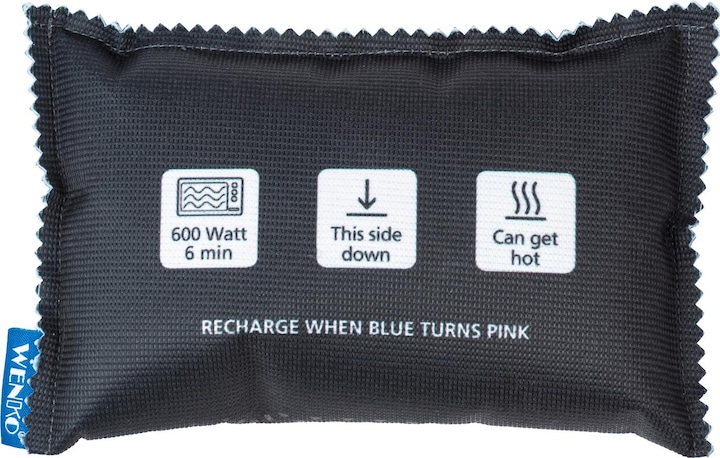 600 Watt
6 min
This side
down
Can get
hot
RECHARGE WHEN BLUE TURNS PINK
WENKO®